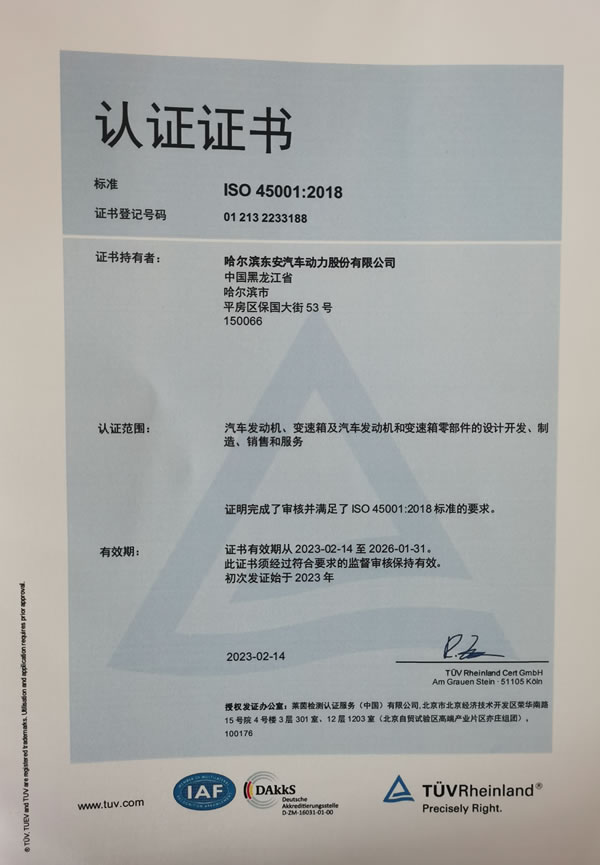 认证证书
标准 ISO 45001:2018
证书登记号码 01 213 2233188
证书持有者： 哈尔滨东安汽车动力股份有限公司
中国黑龙江省
哈尔滨市
平房区保国大街 53 号
150066
认证范围： 汽车发动机、变速箱及汽车发动机和变速箱零部件的设计开发、制
造、销售和服务
证明完成了审核并满足了 ISO 45001:2018 标准的要求。
有效期： 证书有效期从 2023-02-14 至 2026-01-31。
此证书须经过符合要求的监督审核保持有效。
初次发证始于 2023 年
2023-02-14
TÜV Rheinland Cert GmbH
Am Grauen Stein · 51105 Köln
授权发证办公室：莱茵检测认证服务（中国）有限公司,北京市北京经济技术开发区荣华南路
15 号院 4 号楼 3 层 301 室、12 层 1203 室（北京自贸试验区高端产业片区亦庄组团），
100176
www.tuv.com
IAF
DAkkS
Deutsche
Akkreditierungsstelle
D-ZM-16031-01-00
TÜVRheinland®
Precisely Right.
® TÜV, TUEV and TUV are registered trademarks. Utilisation and application requires prior approval.